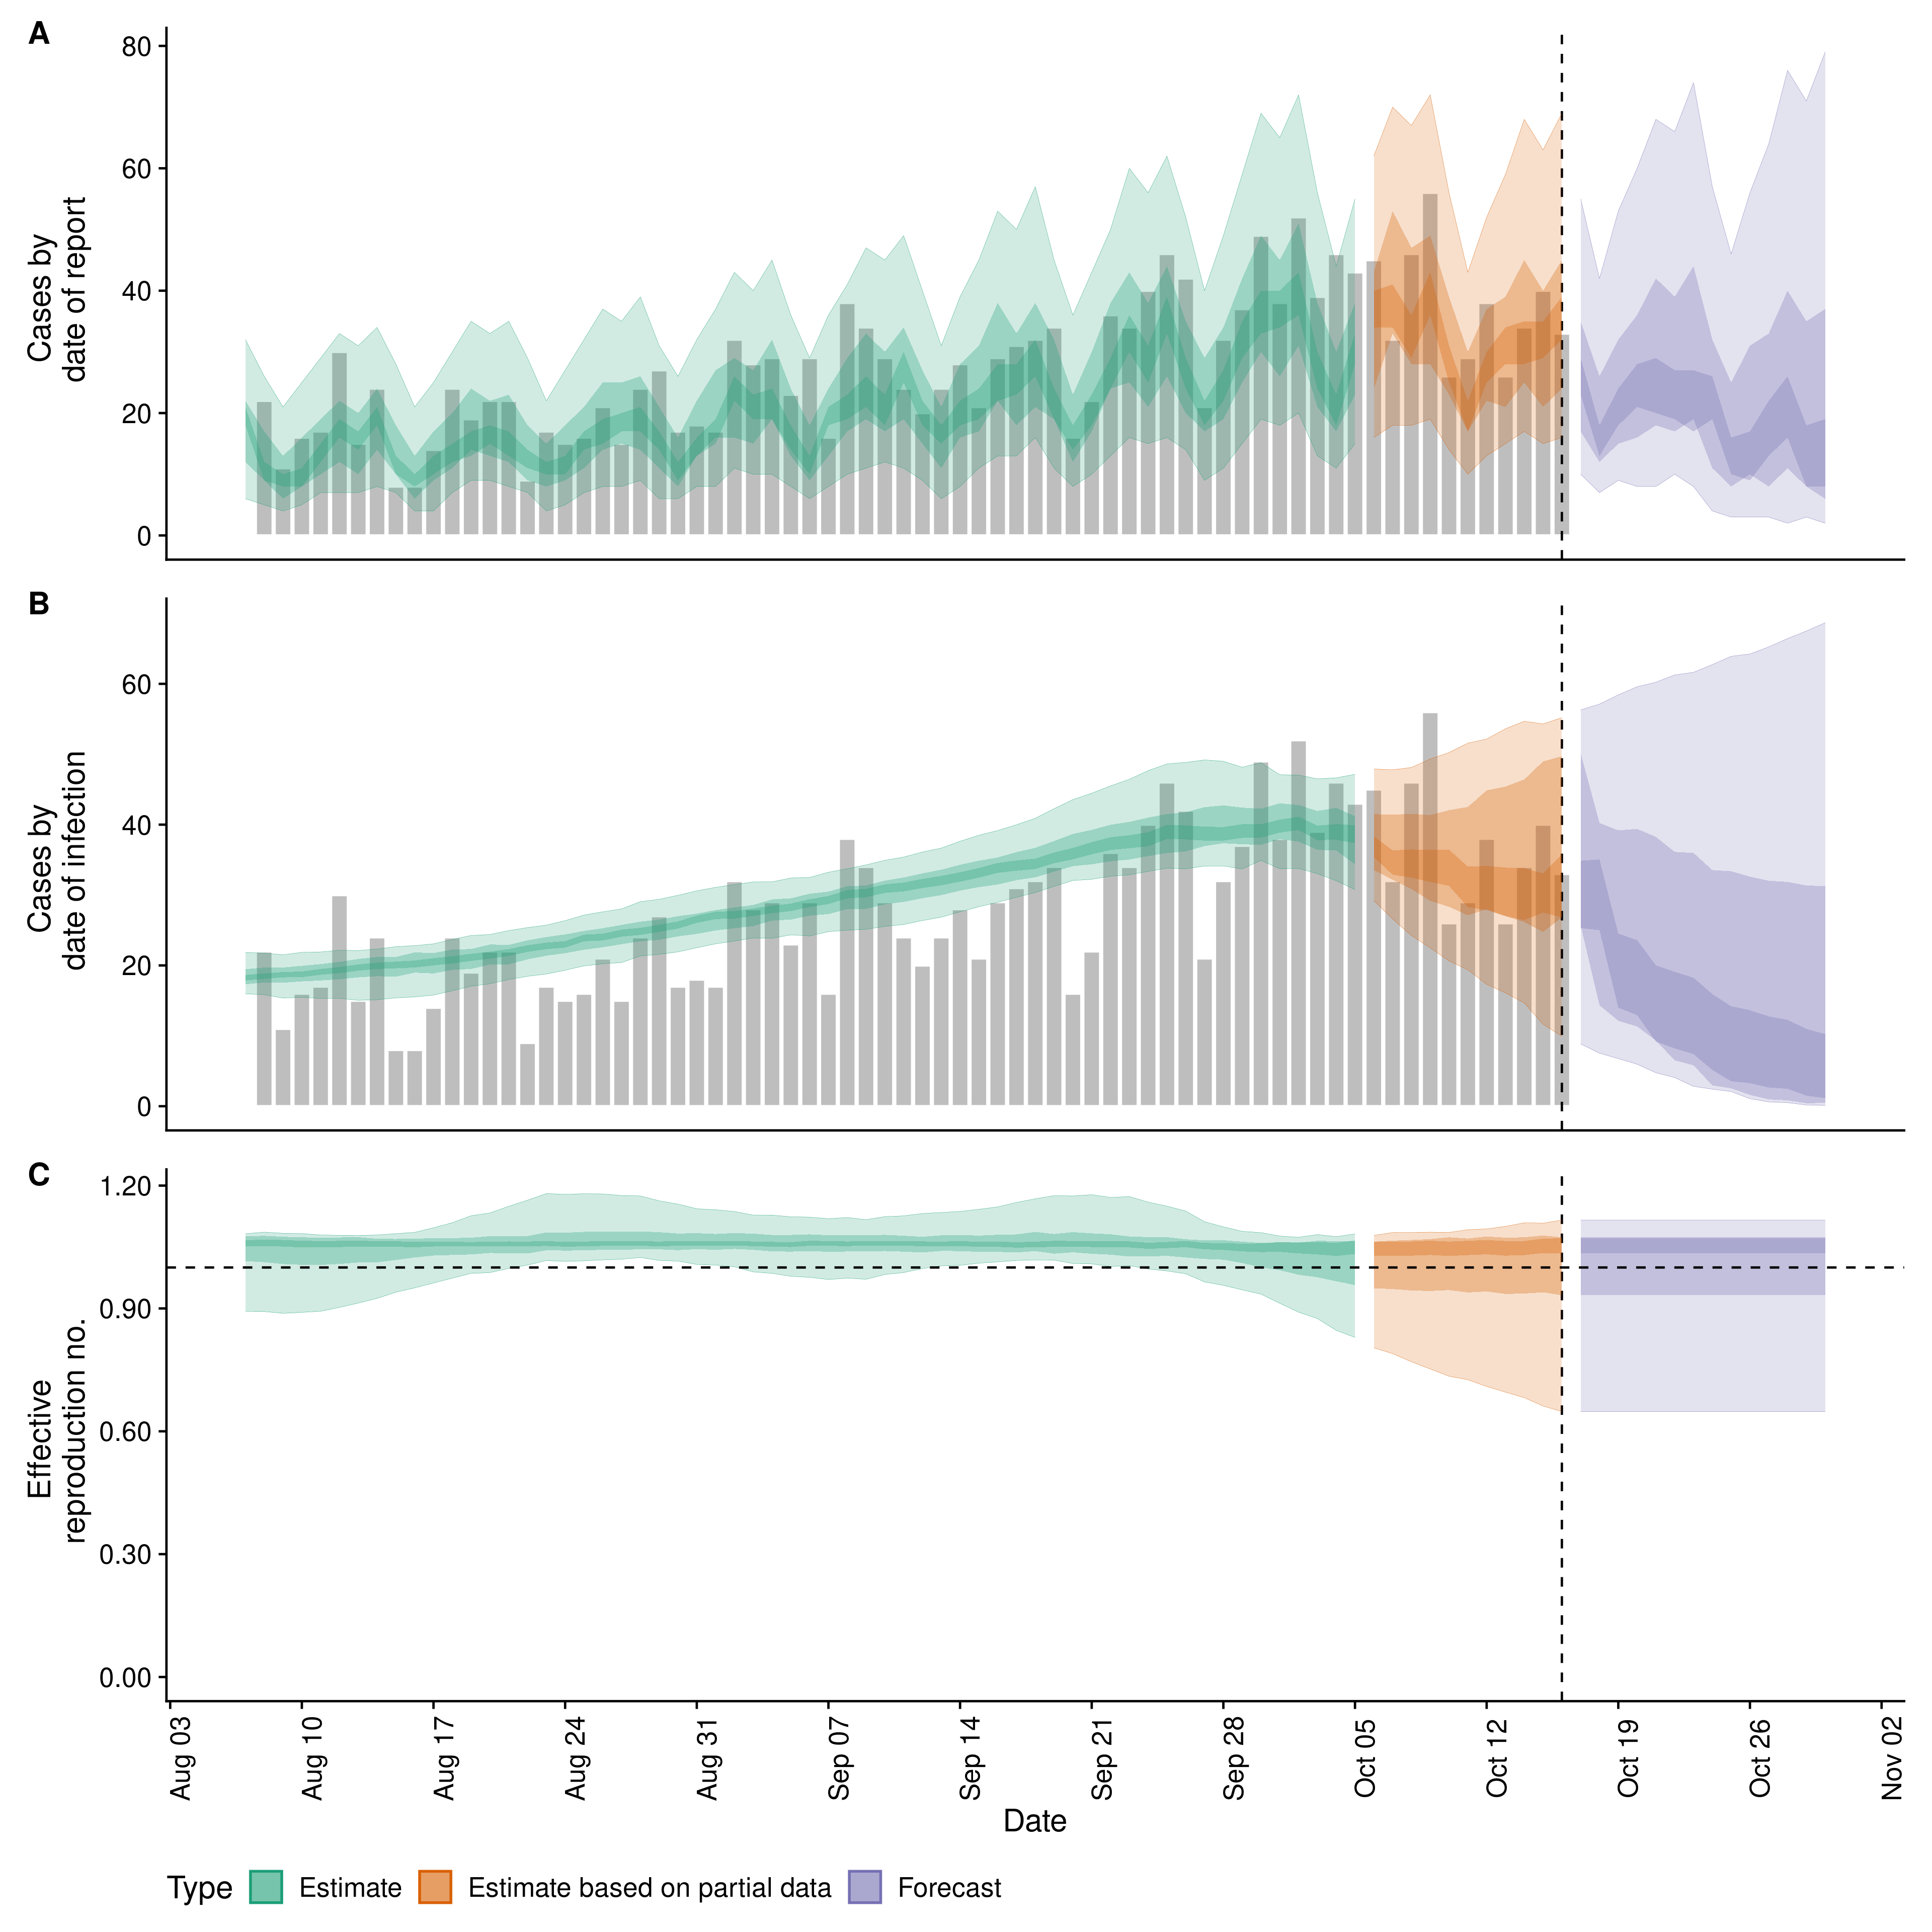 A
80
60
40
20
0
Cases by
date of report
B
60
40
20
0
Cases by
date of infection
C
1.20
0.90
0.60
0.30
0.00
Effective
reproduction no.
Aug 03
Aug 10
Aug 17
Aug 24
Aug 31
Sep 07
Sep 14
Sep 21
Sep 28
Oct 05
Oct 12
Oct 19
Oct 26
Nov 02
Date
Type Estimate Estimate based on partial data Forecast